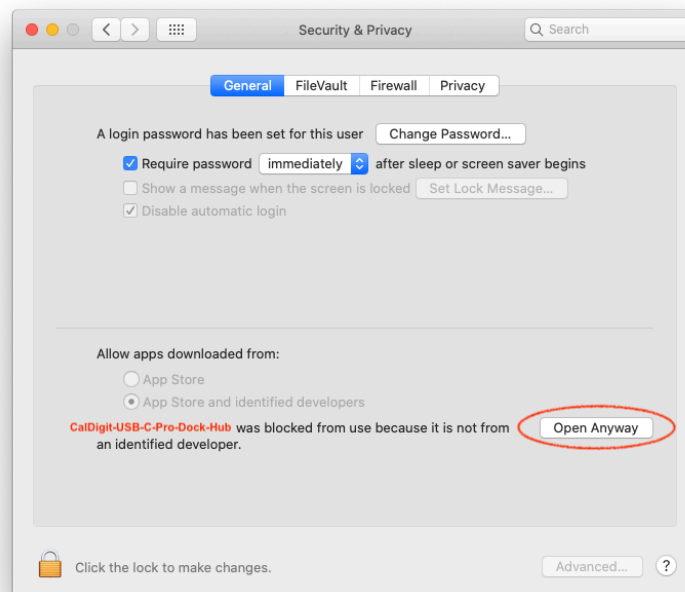 Security & Privacy
Search
General FileVault Firewall Privacy
A login password has been set for this user Change Password...
Require password immediately after sleep or screen saver begins
Show a message when the screen is locked Set Lock Message...
Disable automatic login
Allow apps downloaded from:
App Store
App Store and identified developers
CalDigit-USB-C-Pro-Dock-Hub was blocked from use because it is not from Open Anyway
an identified developer.
Click the lock to make changes. Advanced... ?